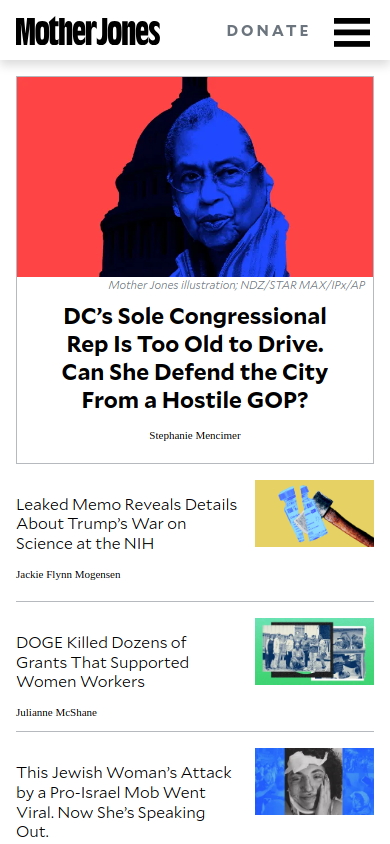 Mother Jones
DONATE
Mother Jones illustration; NDZ/STAR MAX/IPx/AP
DC’s Sole Congressional
Rep Is Too Old to Drive.
Can She Defend the City
From a Hostile GOP?
Stephanie Mencimer
Leaked Memo Reveals Details
About Trump’s War on
Science at the NIH
Jackie Flynn Mogensen
DOGE Killed Dozens of
Grants That Supported
Women Workers
Julianne McShane
This Jewish Woman’s Attack
by a Pro-Israel Mob Went
Viral. Now She’s Speaking
Out.